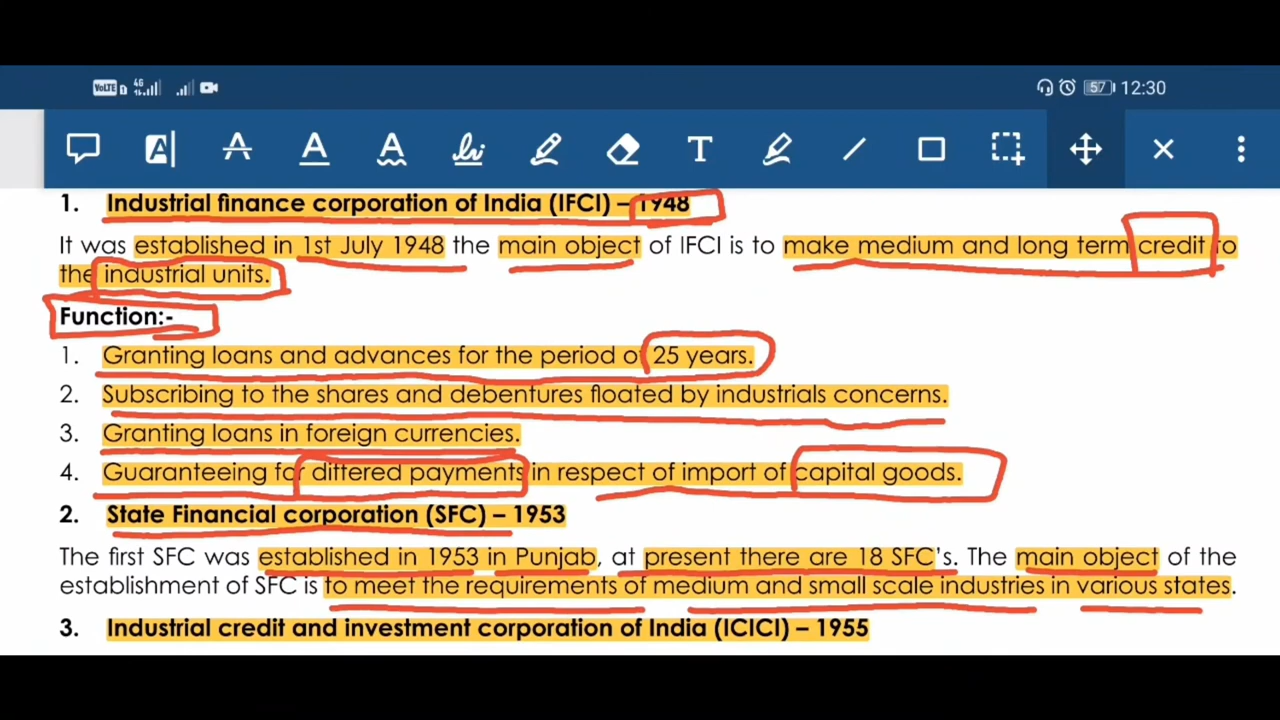 VoLTE 4G 57 12:30
A A A A T
1. Industrial finance corporation of India (IFCI) – 1948
It was established in 1st July 1948 the main object of IFCI is to make medium and long term credit to
the industrial units.
Function:-
1. Granting loans and advances for the period of 25 years.
2. Subscribing to the shares and debentures floated by industrials concerns.
3. Granting loans in foreign currencies.
4. Guaranteeing for dittered payments in respect of import of capital goods.
2. State Financial corporation (SFC) – 1953
The first SFC was established in 1953 in Punjab, at present there are 18 SFC's. The main object of the
establishment of SFC is to meet the requirements of medium and small scale industries in various states.
3. Industrial credit and investment corporation of India (ICICI) – 1955